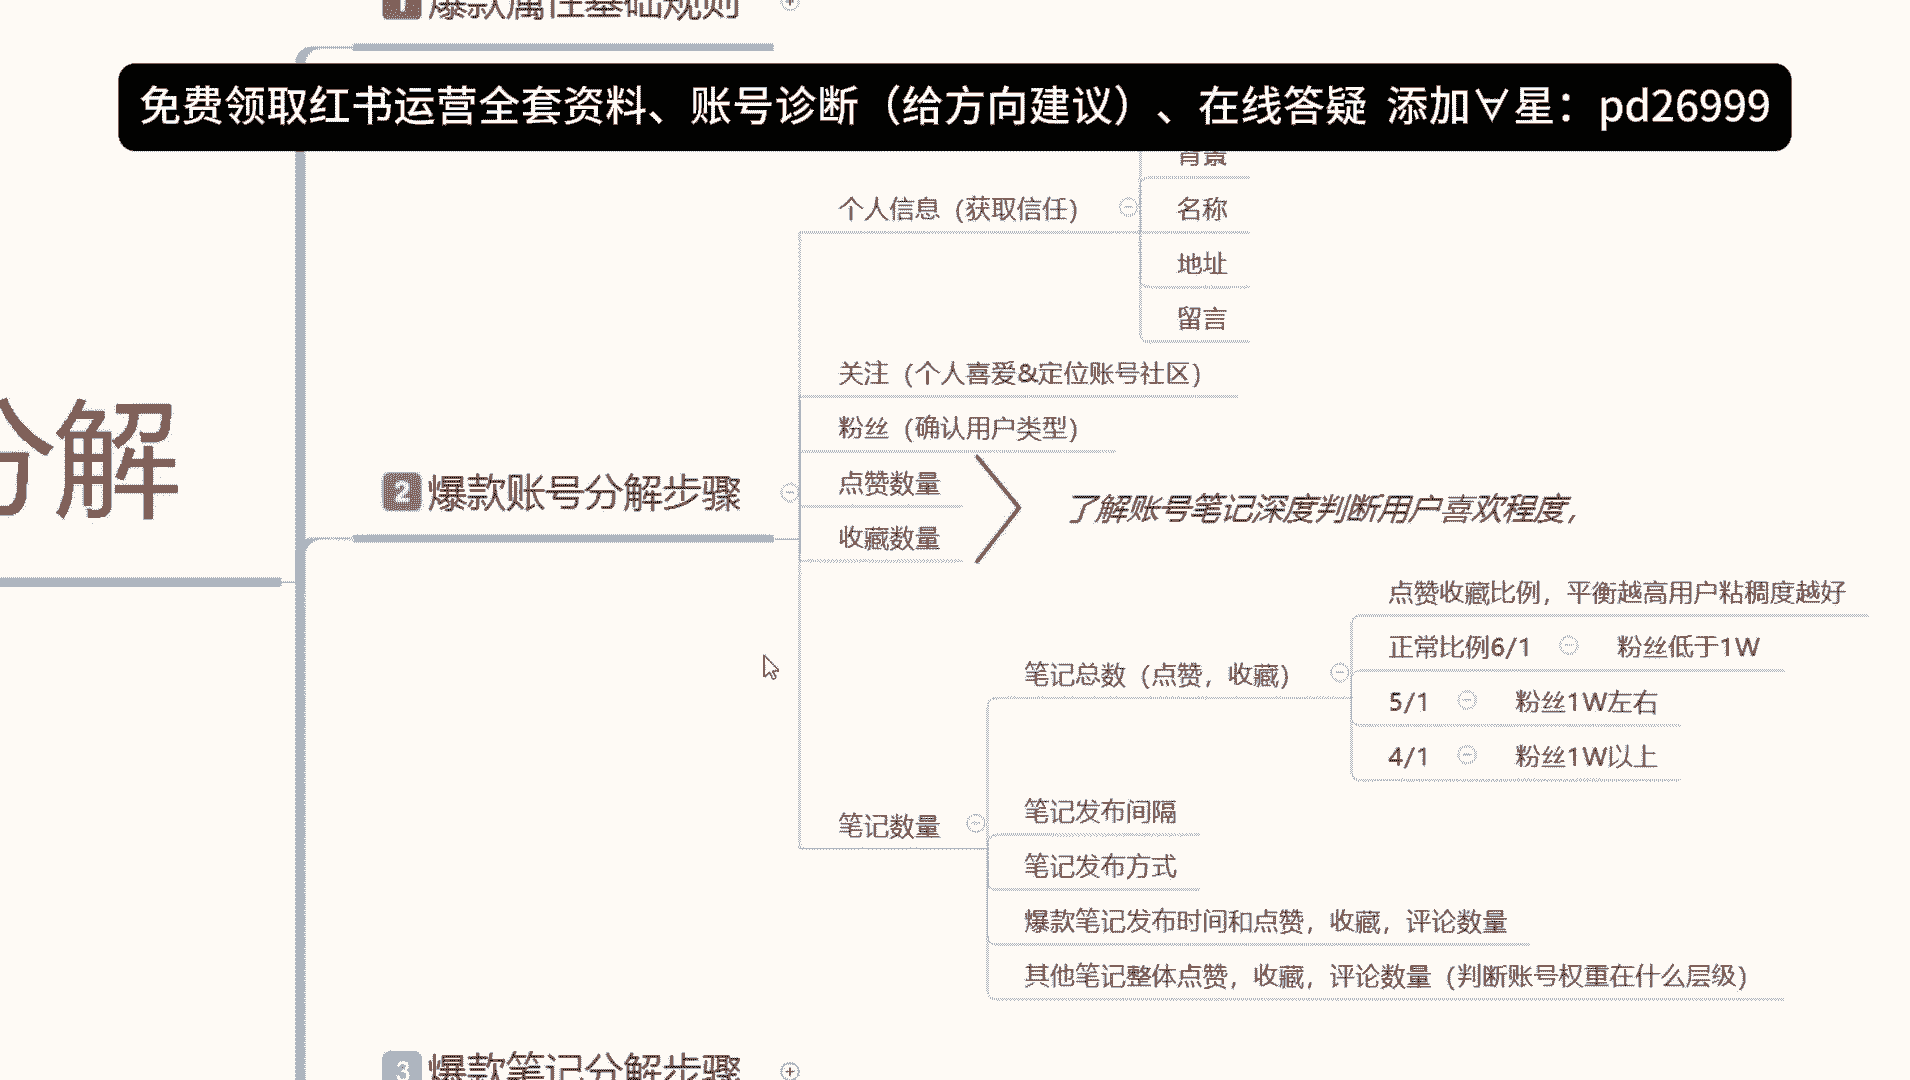 1 爆款属性基础规则
免费领取红书运营全套资料、账号诊断（给方向建议）、在线答疑 添加∀星：pd26999
背景
个人信息（获取信任）
名称
地址
留言
关注（个人喜爱&定位账号社区）
粉丝（确认用户类型）
分解
2 爆款账号分解步骤
点赞数量
收藏数量
了解账号笔记深度判断用户喜欢程度，
点赞收藏比例，平衡越高用户粘稠度越好
正常比例6/1 粉丝低于1W
笔记总数（点赞，收藏）
5/1 粉丝1W左右
4/1 粉丝1W以上
笔记数量
笔记发布间隔
笔记发布方式
爆款笔记发布时间和点赞，收藏，评论数量
其他笔记整体点赞，收藏，评论数量（判断账号权重在什么层级）
3 爆款笔记分解步骤